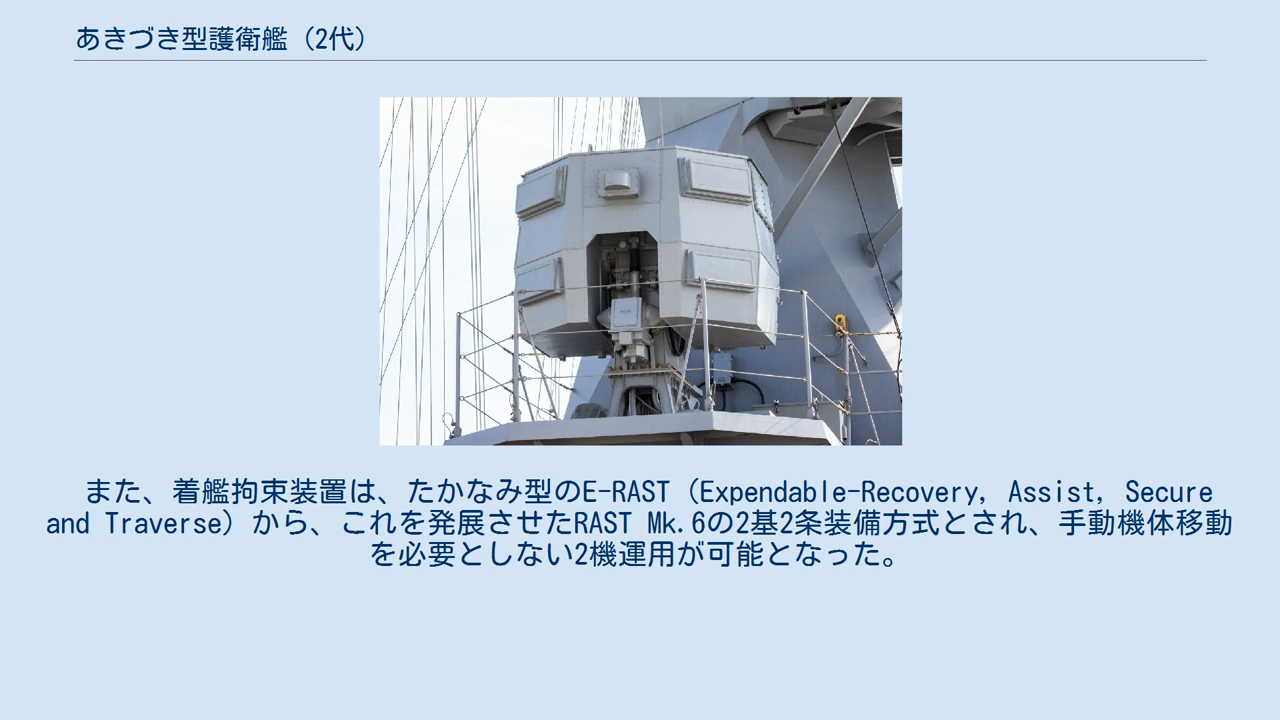 あきづき型護衛艦（2代）
また、着艦拘束装置は、たかなみ型のE-RAST（Expendable-Recovery, Assist, Secure
and Traverse）から、これを発展させたRAST Mk.6の2基2条装備方式とされ、手動機体移動
を必要としない2機運用が可能となった。